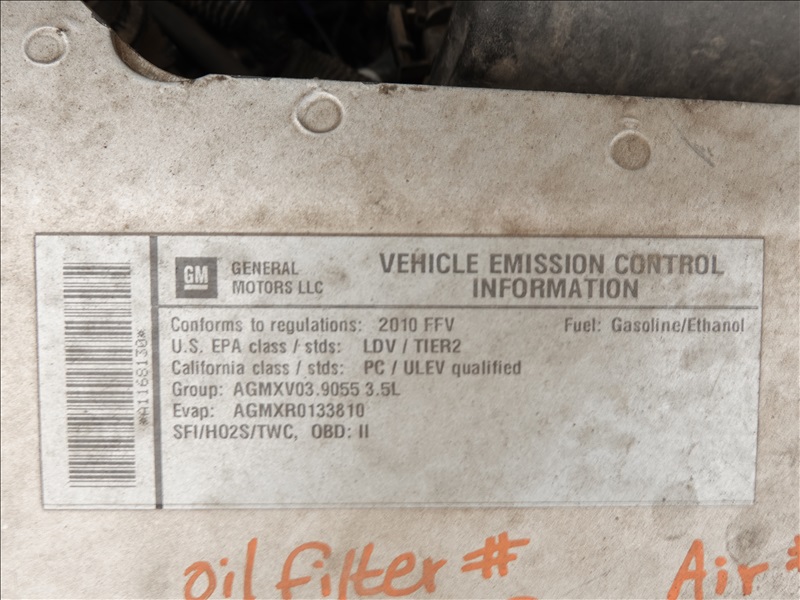 GM
GENERAL
MOTORS LLC
VEHICLE EMISSION CONTROL
INFORMATION
Conforms to regulations: 2010 FFV Fuel: Gasoline/Ethanol
U.S. EPA class / stds: LDV / TIER2
California class / stds: PC / ULEV qualified
Group: AGMXV03.9055 3.5L
Evap: AGMXR0133810
SFI/HO2S/TWC, OBD: II
*A1168130*
oil filter # Air #